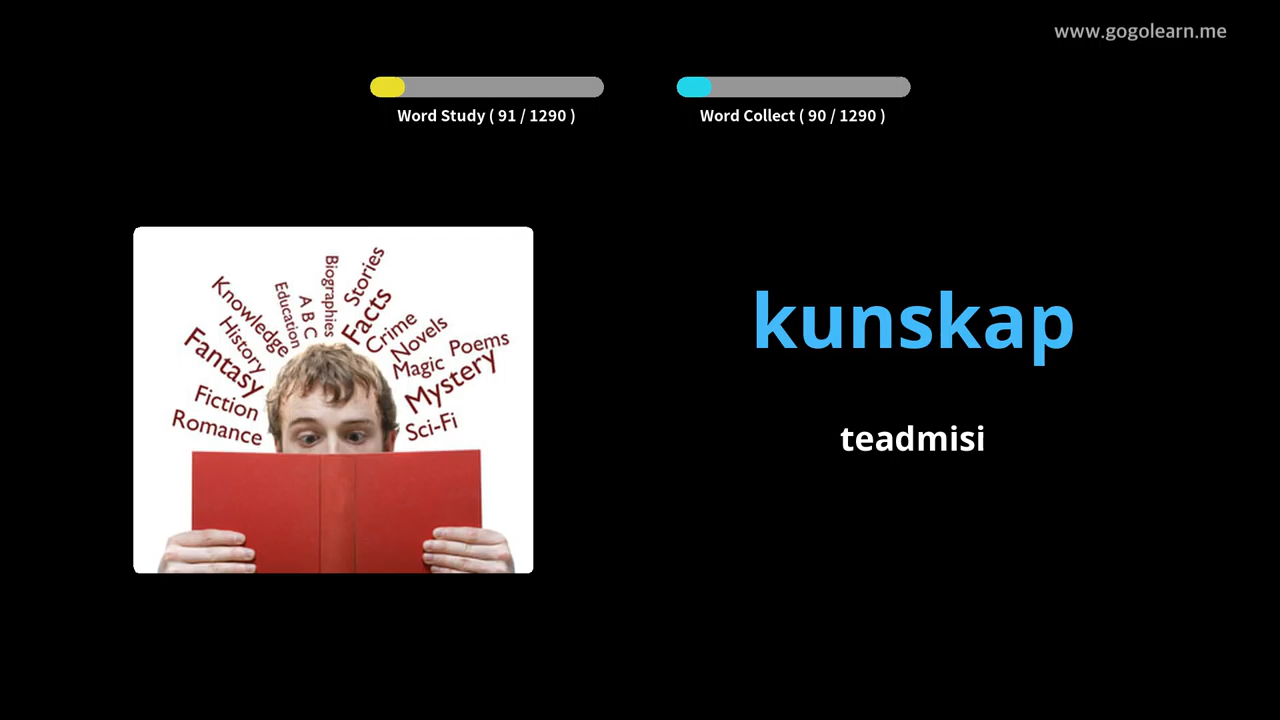 www.gogolearn.me
Word Study ( 91 / 1290 )
Word Collect ( 90 / 1290 )
Knowledge
History
Fantasy
Fiction
Romance
Education
A B C
Biographies
Stories
Facts
Crime
Novels
Magic
Poems
Mystery
Sci-Fi
kunskap
teadmisi